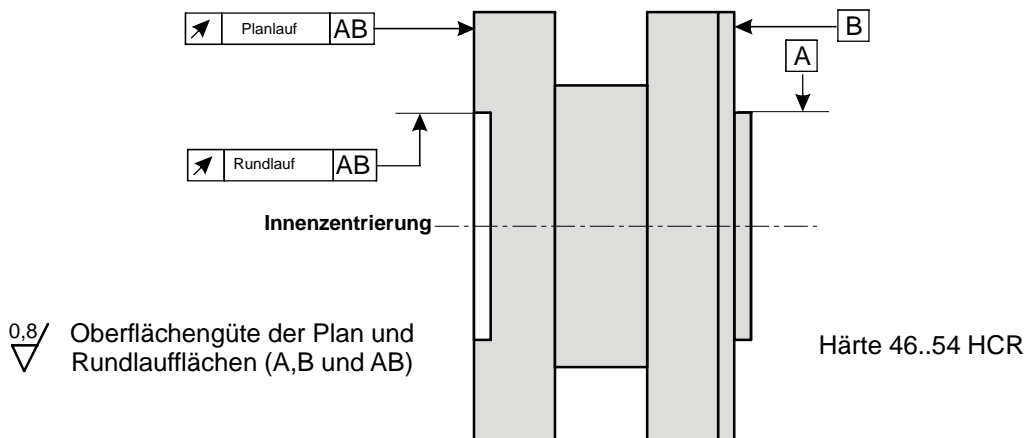 Planlauf AB
B
A
Rundlauf AB
Innenzentrierung
0,8/ Oberflächengüte der Plan und
Rundlaufflächen (A,B und AB)
Härte 46..54 HCR